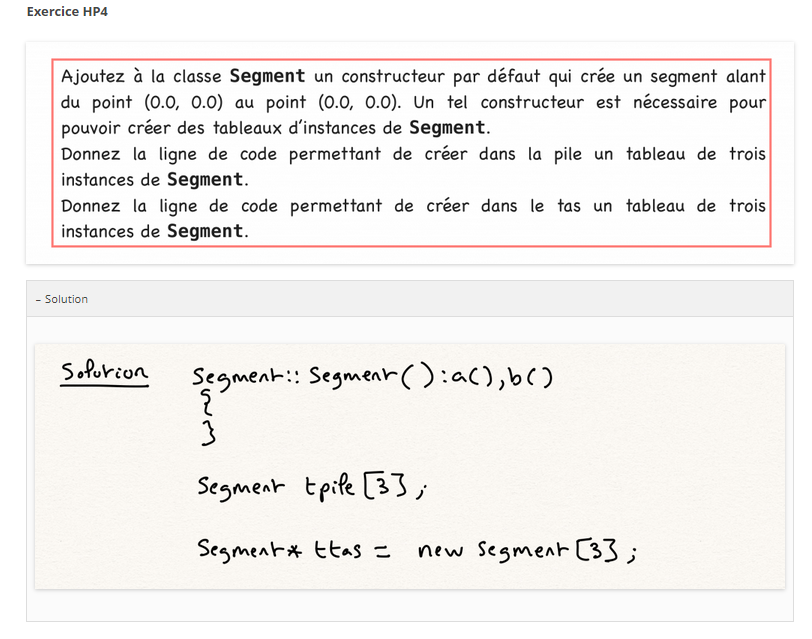 Exercice HP4
Ajoutez à la classe Segment un constructeur par défaut qui crée un segment alant
du point (0.0, 0.0) au point (0.0, 0.0). Un tel constructeur est nécessaire pour
pouvoir créer des tableaux d'instances de Segment.
Donnez la ligne de code permettant de créer dans la pile un tableau de trois
instances de Segment.
Donnez la ligne de code permettant de créer dans le tas un tableau de trois
instances de Segment.
– Solution
Solution Segment::Segment():a(),b()
{
}
Segment tpile[3];
Segment* ttas = new Segment[3];